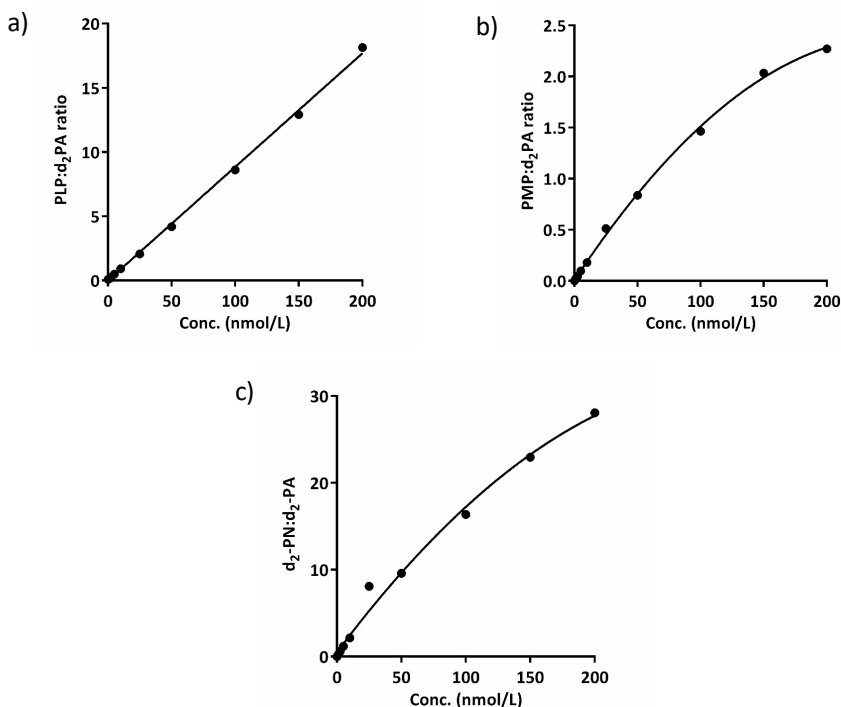 a)
20
15
10
5
0
PLP:d₂PA ratio
0 50 100 150 200
Conc. (nmol/L)
b)
2.5
2.0
1.5
1.0
0.5
0.0
PMP:d₂PA ratio
0 50 100 150 200
Conc. (nmol/L)
c)
30
20
10
0
d₂-PN:d₂-PA
0 50 100 150 200
Conc. (nmol/L)